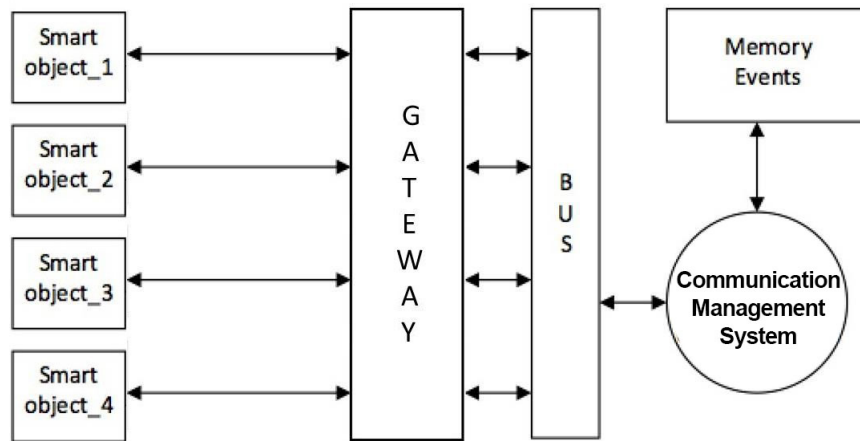 Smart
object_1
Smart
object_2
Smart
object_3
Smart
object_4
G
A
T
E
W
A
Y
B
U
S
Memory
Events
Communication
Management
System